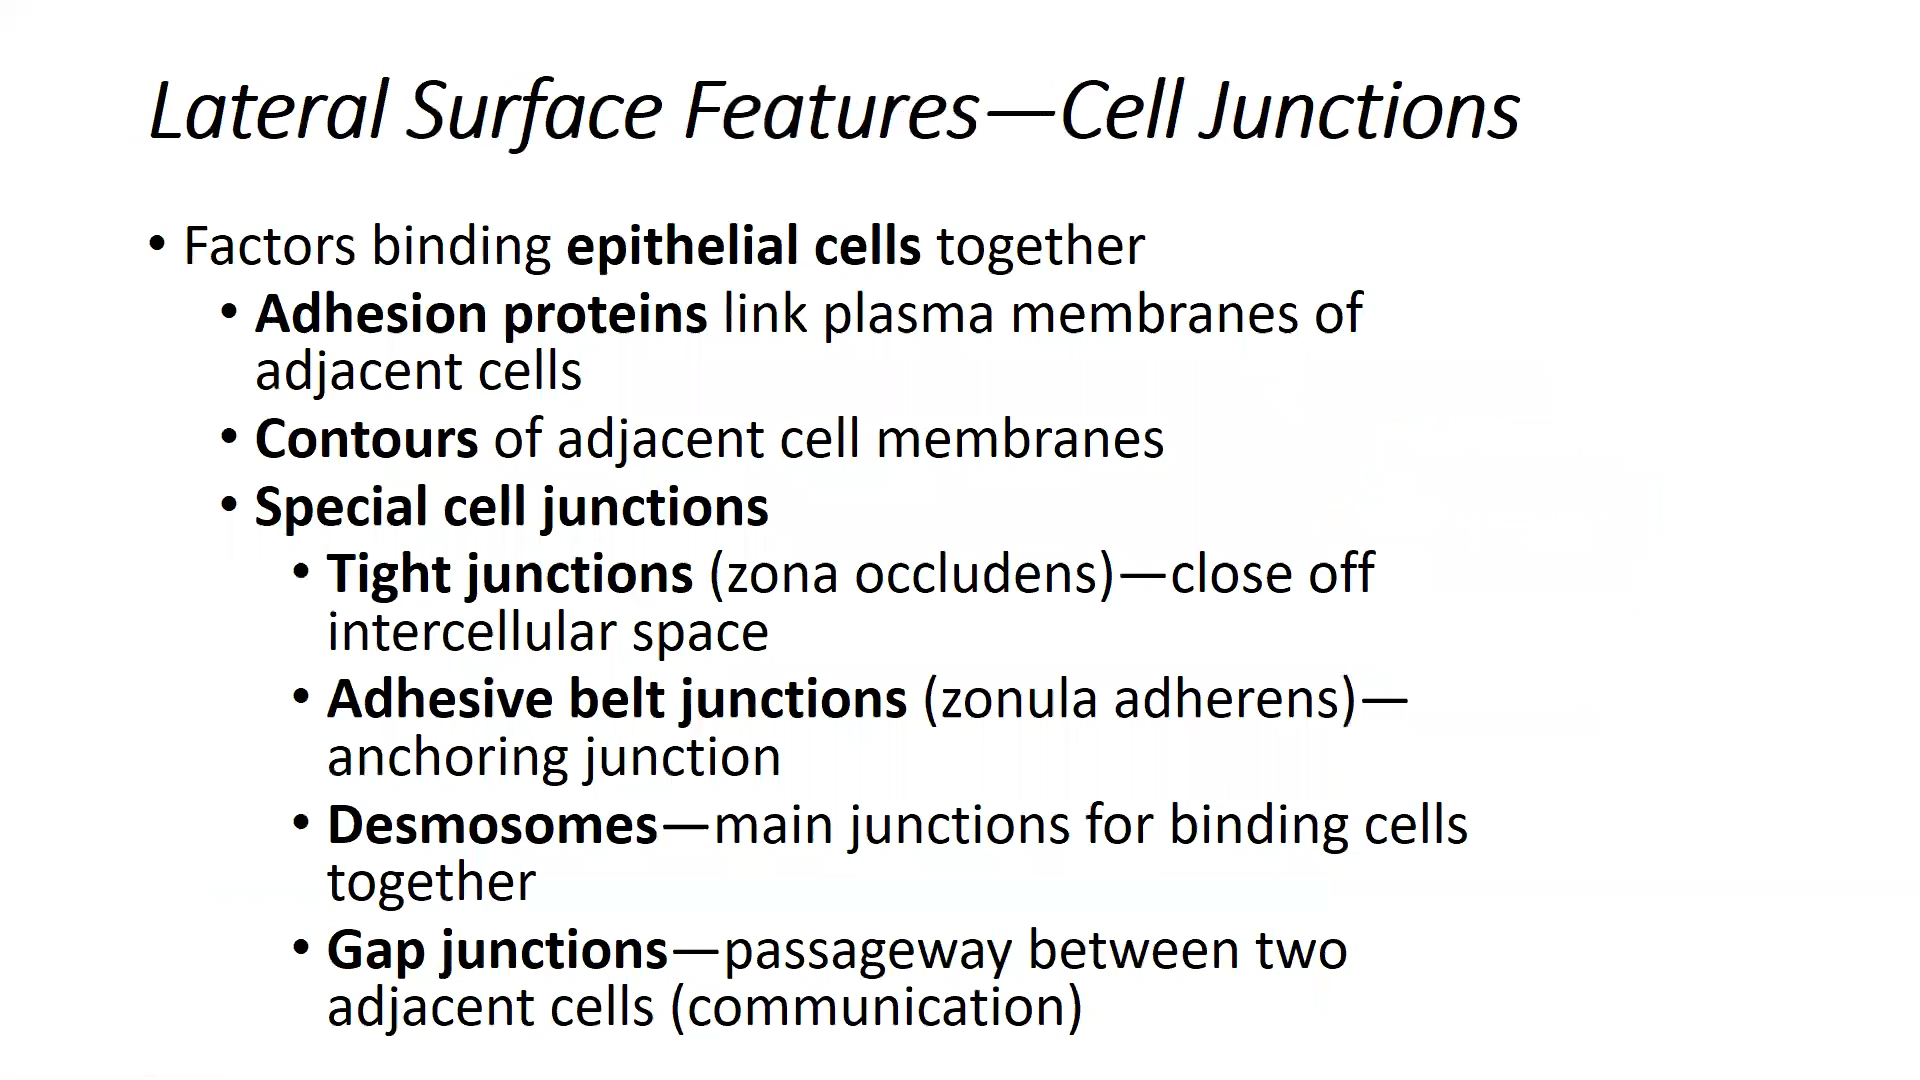 Lateral Surface Features—Cell Junctions
• Factors binding epithelial cells together
• Adhesion proteins link plasma membranes of
adjacent cells
• Contours of adjacent cell membranes
• Special cell junctions
• Tight junctions (zona occludens)—close off
intercellular space
• Adhesive belt junctions (zonula adherens)—
anchoring junction
• Desmosomes—main junctions for binding cells
together
• Gap junctions—passageway between two
adjacent cells (communication)